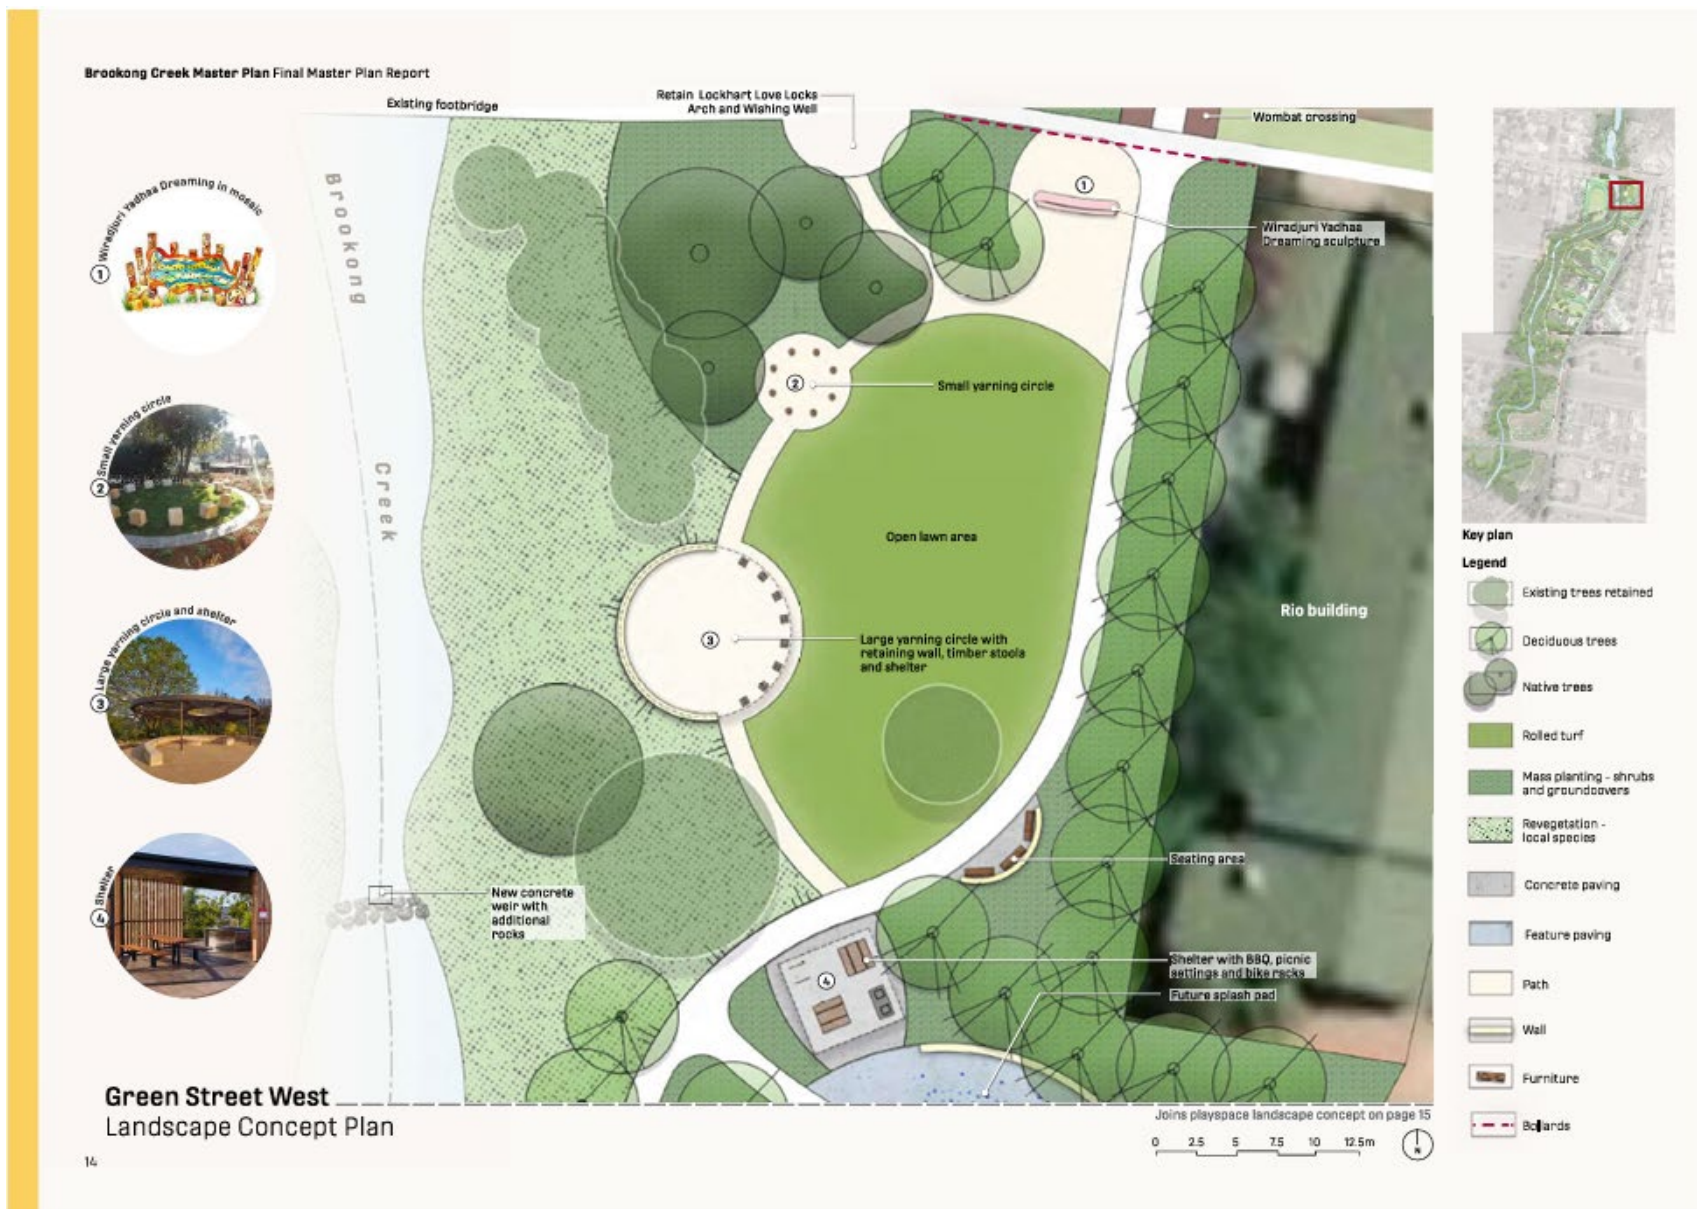 Brookong Creek Master Plan Final Master Plan Report
Existing footbridge
Retain Lockhart Love Locks
Arch and Wishing Well
Wombat crossing
1
Wiradjuri Yadhaa
Dreaming sculpture
Brookong
Creek
1 Wiradjuri Yadhaa Dreaming in mosaic
2 Small yarning circle
3 Large yarning circle and shelter
4 Shelter
2
Small yarning circle
Open lawn area
3
Large yarning circle with
retaining wall, timber stools
and shelter
Rio building
Seating area
New concrete
weir with
additional
rocks
4
Shelter with BBQ, picnic
settings and bike racks
Future splash pad
Key plan
Legend
Existing trees retained
Deciduous trees
Native trees
Rolled turf
Mass planting - shrubs
and groundcovers
Revegetation -
local species
Concrete paving
Feature paving
Path
Wall
Furniture
Bollards
Green Street West
Landscape Concept Plan
Joins playspace landscape concept on page 15
0 2.5 5 7.5 10 12.5m
N
14